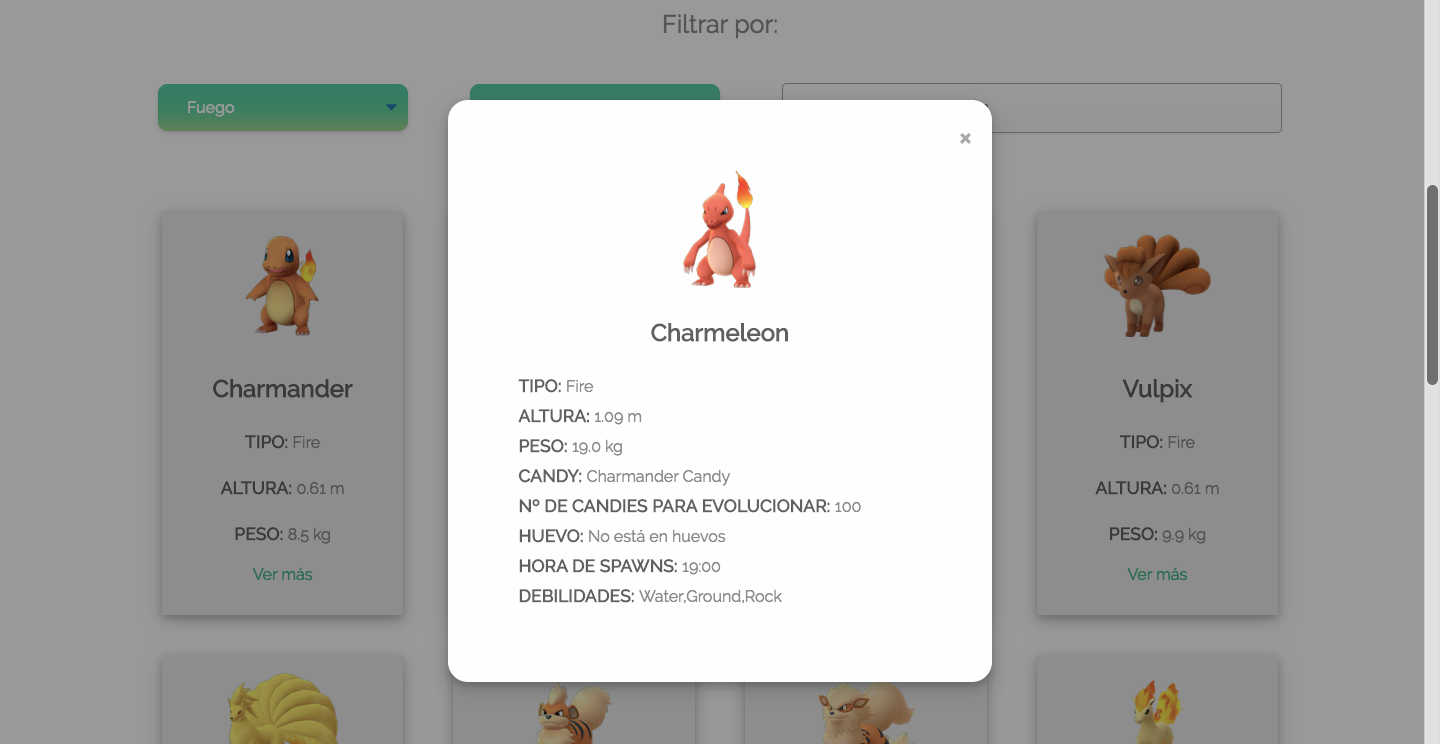 Filtrar por:
Fuego
×
Charmeleon
TIPO: Fire
ALTURA: 1.09 m
PESO: 19.0 kg
CANDY: Charmander Candy
Nº DE CANDIES PARA EVOLUCIONAR: 100
HUEVO: No está en huevos
HORA DE SPAWNS: 19:00
DEBILIDADES: Water,Ground,Rock
Charmander
TIPO: Fire
ALTURA: 0.61 m
PESO: 8.5 kg
Ver más
Vulpix
TIPO: Fire
ALTURA: 0.61 m
PESO: 9.9 kg
Ver más